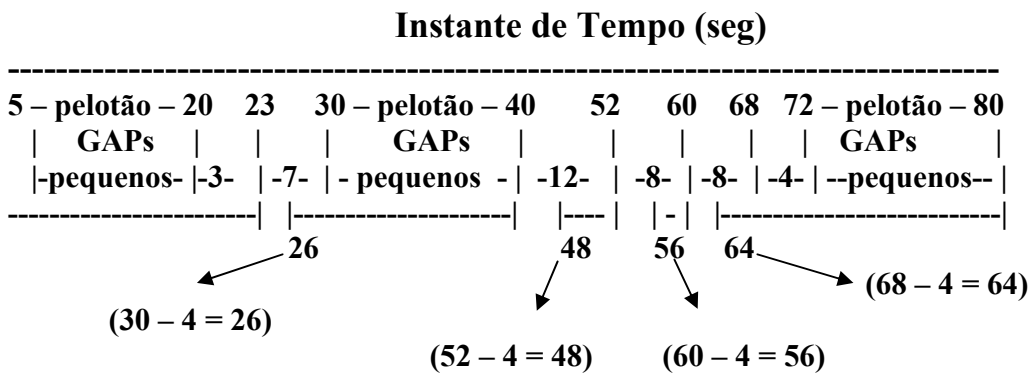 Instante de Tempo (seg)
-----------------------------------------------------------------------------------
5 – pelotão – 20 23 30 – pelotão – 40 52 60 68 72 – pelotão – 80
| GAPs | | | GAPs | | | | | GAPs |
|-pequenos- |-3- | -7- | - pequenos - | -12- | -8- | -8- | -4- | --pequenos-- |
---------------------| |-------------------| |---- | | - | |------------------------|
26 48 56 64
(68 – 4 = 64)
(30 – 4 = 26)
(52 – 4 = 48) (60 – 4 = 56)